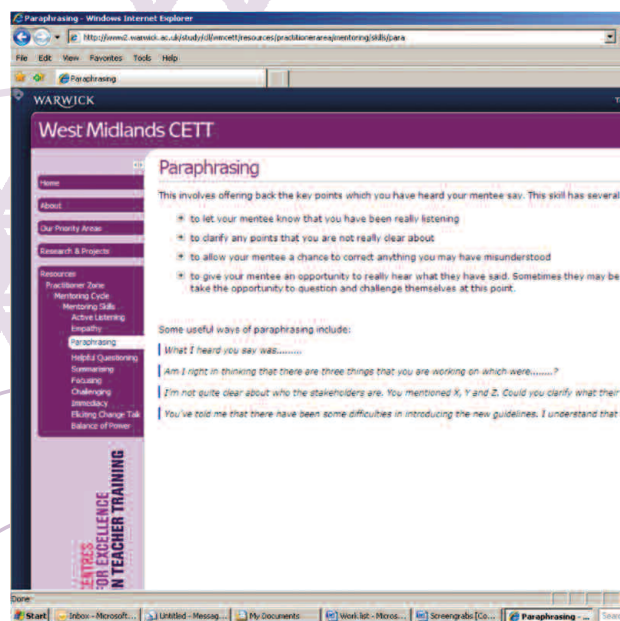 Paraphrasing - Windows Internet Explorer
http://www2.warwick.ac.uk/study/cll/wmcett/resources/practitionerarea/mentoring/skills/para
File Edit View Favorites Tools Help
Paraphrasing
WARWICK
West Midlands CETT
Paraphrasing
Home
About
Our Priority Areas
Research & Projects
Resources
Practitioner Zone
Mentoring Cycle
Mentoring Skills
Active Listening
Empathy
Paraphrasing
Helpful Questioning
Summarising
Focusing
Challenging
Immediacy
Eliciting Change Talk
Balance of Power
This involves offering back the key points which you have heard your mentee say. This skill has several
to let your mentee know that you have been really listening
to clarify any points that you are not really clear about
to allow your mentee a chance to correct anything you may have misunderstood
to give your mentee an opportunity to really hear what they have said. Sometimes they may be
take the opportunity to question and challenge themselves at this point.
Some useful ways of paraphrasing include:
What I heard you say was.........
Am I right in thinking that there are three things that you are working on which were........?
I'm not quite clear about who the stakeholders are. You mentioned X, Y and Z. Could you clarify what their
You've told me that there have been some difficulties in introducing the new guidelines. I understand that
CENTRES
FOR EXCELLENCE
IN TEACHER TRAINING
Done
Start Inbox - Microsoft... Untitled - Messag... My Documents Work list - Micros... Screengrabs [Co... Paraphrasing - ... Sear